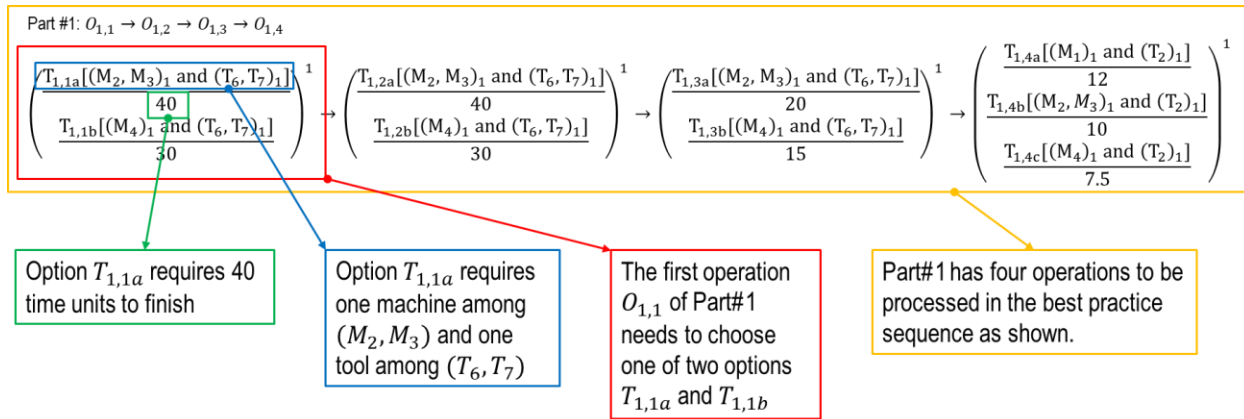 Part #1: 𝑂₁,₁ → 𝑂₁,₂ → 𝑂₁,₃ → 𝑂₁,₄
( T₁,₁ₐ[(M₂, M₃)₁ and (T₆, T₇)₁]
40
T₁,₁b[(M₄)₁ and (T₆, T₇)₁]
30 )¹
→
( T₁,₂ₐ[(M₂, M₃)₁ and (T₆, T₇)₁]
40
T₁,₂b[(M₄)₁ and (T₆, T₇)₁]
30 )¹
→
( T₁,₃ₐ[(M₂, M₃)₁ and (T₆, T₇)₁]
20
T₁,₃b[(M₄)₁ and (T₆, T₇)₁]
15 )¹
→
( T₁,₄ₐ[(M₁)₁ and (T₂)₁]
12
T₁,₄b[(M₂, M₃)₁ and (T₂)₁]
10
T₁,₄c[(M₄)₁ and (T₂)₁]
7.5 )¹
Option 𝑇₁,₁ₐ requires 40
time units to finish
Option 𝑇₁,₁ₐ requires
one machine among
(𝑀₂, 𝑀₃) and one
tool among (𝑇₆, 𝑇₇)
The first operation
𝑂₁,₁ of Part#1
needs to choose
one of two options
𝑇₁,₁ₐ and 𝑇₁,₁b
Part#1 has four operations to be
processed in the best practice
sequence as shown.